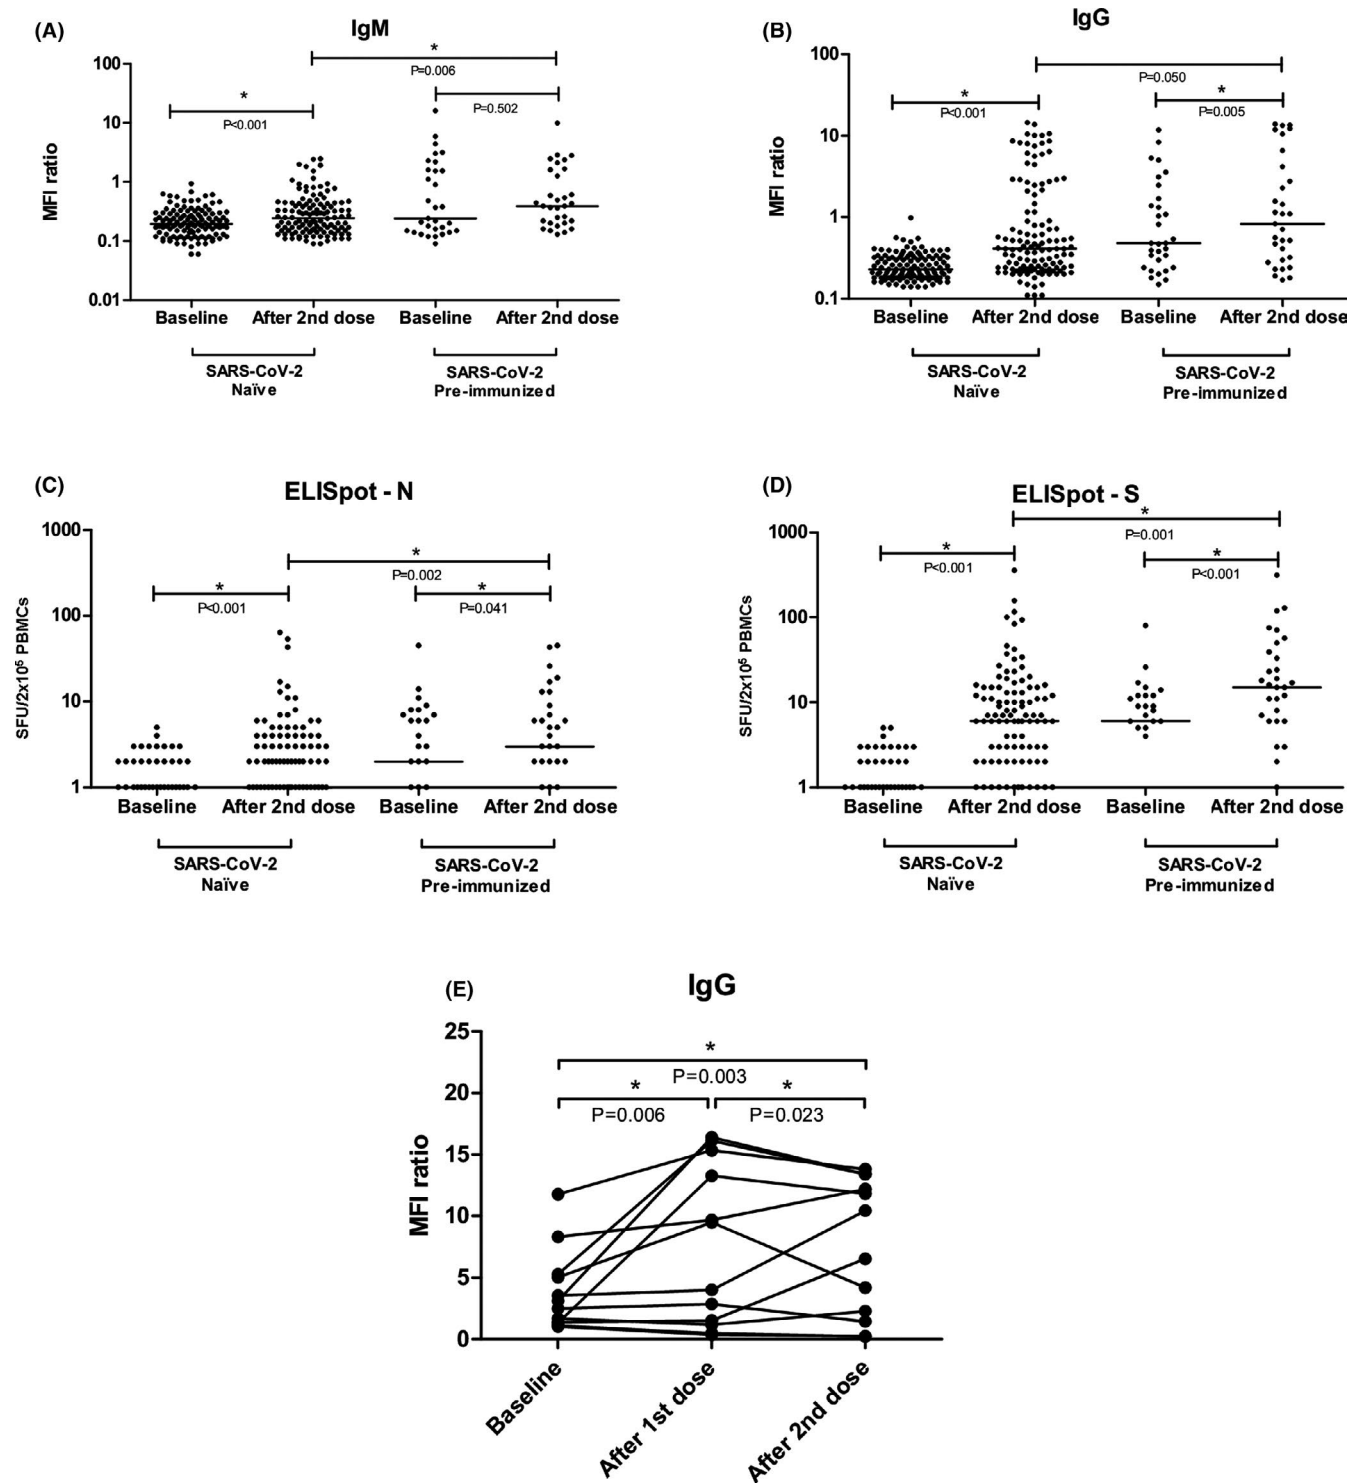 (A)
IgM
MFI ratio
100
10
1
0.1
0.01
*
P<0.001
*
P=0.006
P=0.502
Baseline
After 2nd dose
Baseline
After 2nd dose
SARS-CoV-2
Naïve
SARS-CoV-2
Pre-immunized
(B)
IgG
MFI ratio
100
10
1
0.1
*
P<0.001
P=0.050
*
P=0.005
Baseline
After 2nd dose
Baseline
After 2nd dose
SARS-CoV-2
Naïve
SARS-CoV-2
Pre-immunized
(C)
ELISpot - N
SFU/2x10⁵ PBMCs
1000
100
10
1
*
P<0.001
*
P=0.002
*
P=0.041
Baseline
After 2nd dose
Baseline
After 2nd dose
SARS-CoV-2
Naïve
SARS-CoV-2
Pre-immunized
(D)
ELISpot - S
SFU/2x10⁵ PBMCs
1000
100
10
1
*
P<0.001
*
P=0.001
*
P<0.001
Baseline
After 2nd dose
Baseline
After 2nd dose
SARS-CoV-2
Naïve
SARS-CoV-2
Pre-immunized
(E)
IgG
MFI ratio
25
20
15
10
5
0
*
P=0.003
*
P=0.006
*
P=0.023
Baseline
After 1st dose
After 2nd dose